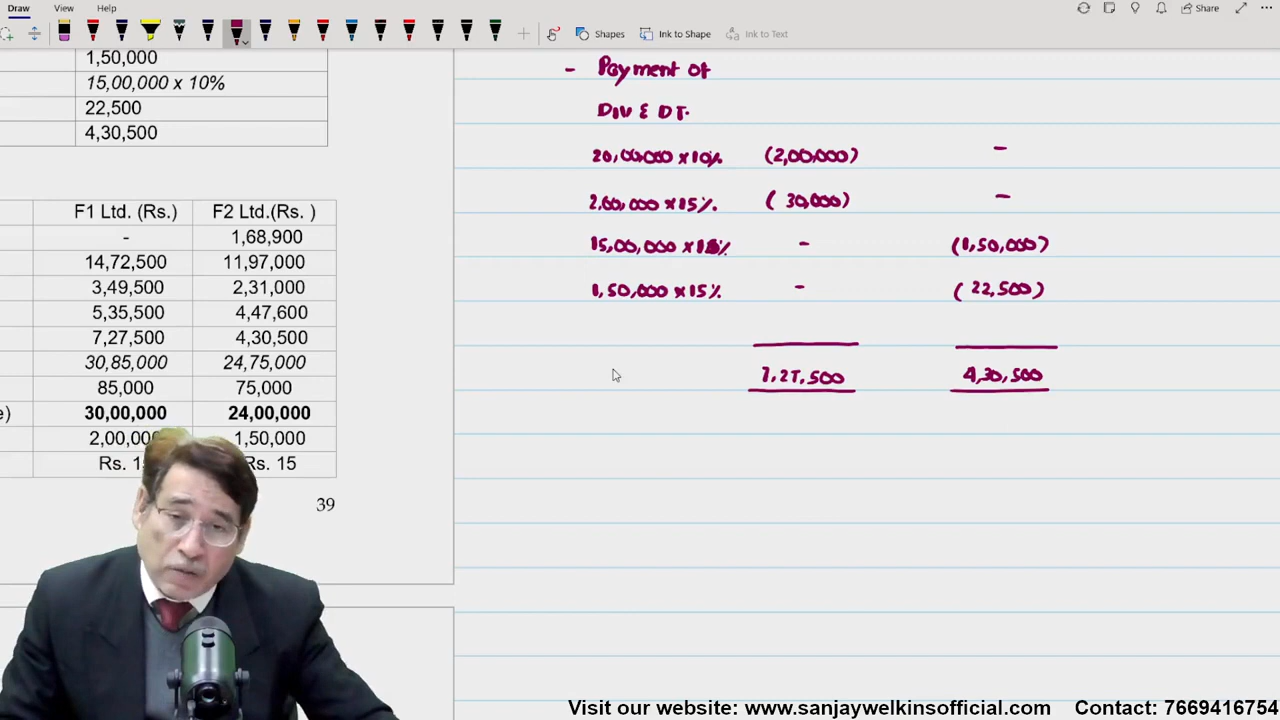 Draw View Help
Share
Shapes Ink to Shape Ink to Text
1,50,000
15,00,000 x 10%
22,500
4,30,500
F1 Ltd. (Rs.) F2 Ltd.(Rs. )
- 1,68,900
14,72,500 11,97,000
3,49,500 2,31,000
5,35,500 4,47,600
7,27,500 4,30,500
30,85,000 24,75,000
85,000 75,000
e) 30,00,000 24,00,000
2,00,000 1,50,000
Rs. 1 Rs. 15
39
- Payment of
Div & DT.
20,00,000 x 10% (2,00,000) -
2,00,000 x 15%. (30,000) -
15,00,000 x 10% - (1,50,000)
1,50,000 x 15% - (22,500)
7,27,500 4,30,500
Visit our website: www.sanjaywelkinsofficial.com Contact: 7669416754